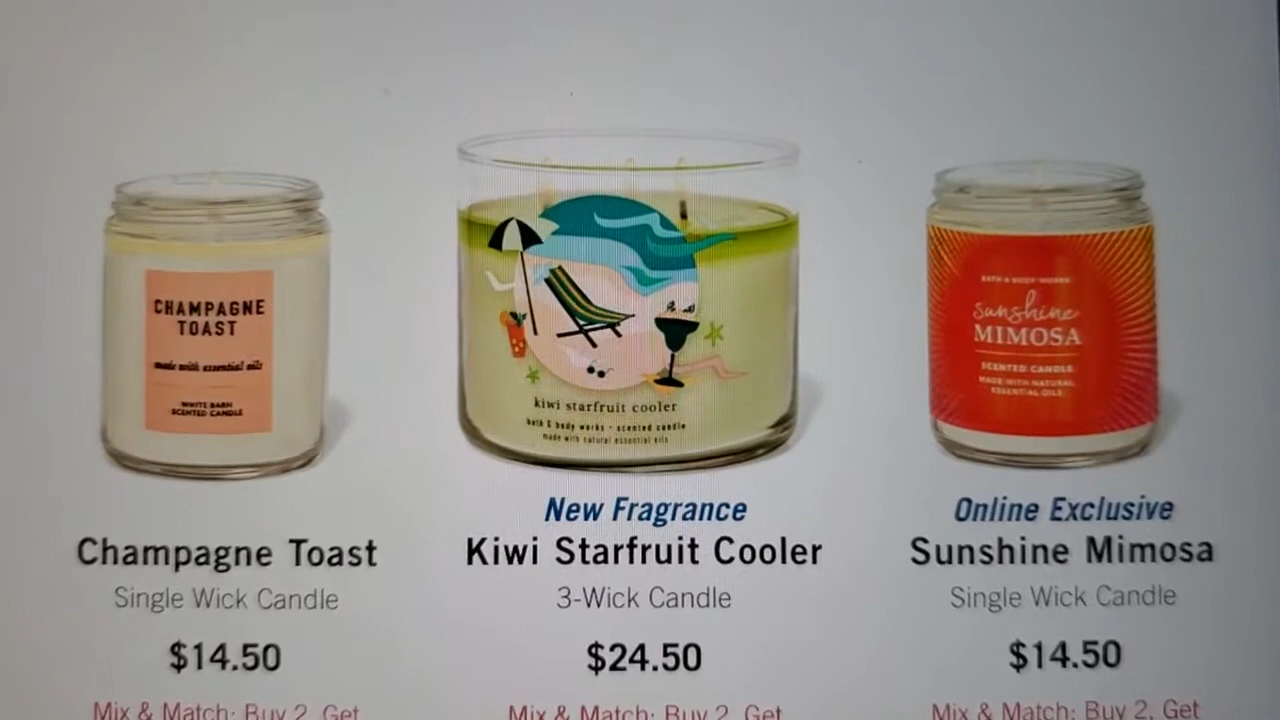 CHAMPAGNE
TOAST
made with essential oils
WHITE BARN
SCENTED CANDLE
kiwi starfruit cooler
bath & body works · scented candle
made with natural essential oils
BATH & BODY WORKS
sunshine
MIMOSA
SCENTED CANDLE
MADE WITH NATURAL
ESSENTIAL OILS
New Fragrance
Online Exclusive
Champagne Toast
Kiwi Starfruit Cooler
Sunshine Mimosa
Single Wick Candle
3-Wick Candle
Single Wick Candle
$14.50
$24.50
$14.50
Mix & Match: Buy 2, Get
Mix & Match: Buy 2, Get
Mix & Match: Buy 2, Get